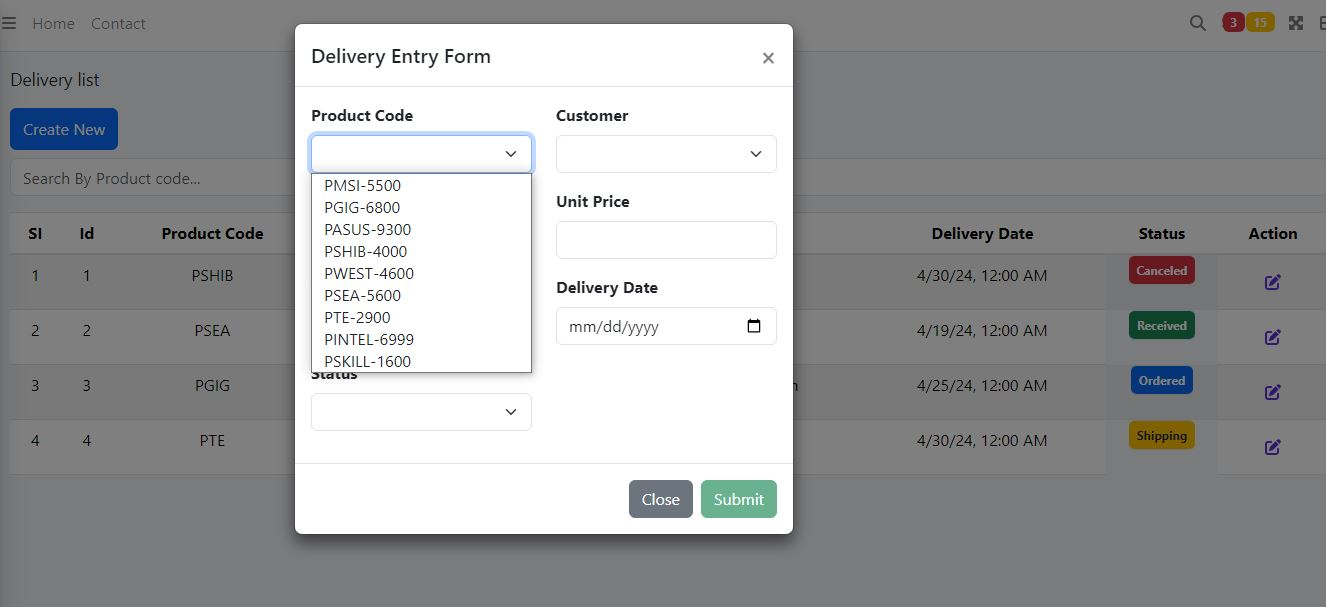 Home Contact 3 15
Delivery list
Create New
Search By Product code...
Sl Id Product Code Delivery Date Status Action
1 1 PSHIB 4/30/24, 12:00 AM Canceled
2 2 PSEA 4/19/24, 12:00 AM Received
3 3 PGIG 4/25/24, 12:00 AM Ordered
4 4 PTE 4/30/24, 12:00 AM Shipping
Delivery Entry Form
Product Code Customer
PMSI-5500
PGIG-6800
PASUS-9300
PSHIB-4000
PWEST-4600
PSEA-5600
PTE-2900
PINTEL-6999
PSKILL-1600
Unit Price
Delivery Date
mm/dd/yyyy
Status
Close Submit